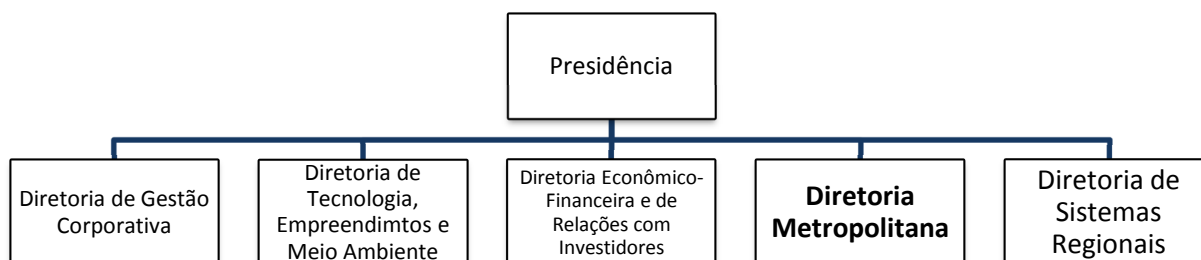 Presidência
Diretoria de Gestão
Corporativa
Diretoria de
Tecnologia,
Empreendimtos e
Meio Ambiente
Diretoria Econômico-
Financeira e de
Relações com
Investidores
Diretoria
Metropolitana
Diretoria de
Sistemas
Regionais